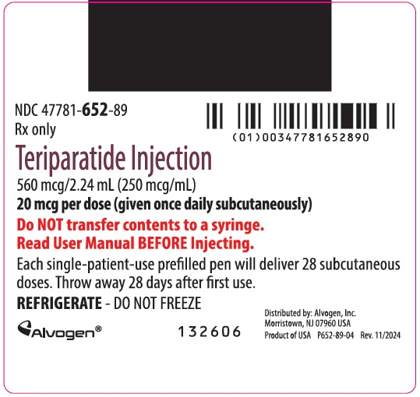 NDC 47781-652-89
Rx only
(01)00347781652890
Teriparatide Injection
560 mcg/2.24 mL (250 mcg/mL)
20 mcg per dose (given once daily subcutaneously)
Do NOT transfer contents to a syringe.
Read User Manual BEFORE Injecting.
Each single-patient-use prefilled pen will deliver 28 subcutaneous
doses. Throw away 28 days after first use.
REFRIGERATE - DO NOT FREEZE
Alvogen®
132606
Distributed by: Alvogen, Inc.
Morristown, NJ 07960 USA
Product of USA P652-89-04 Rev. 11/2024